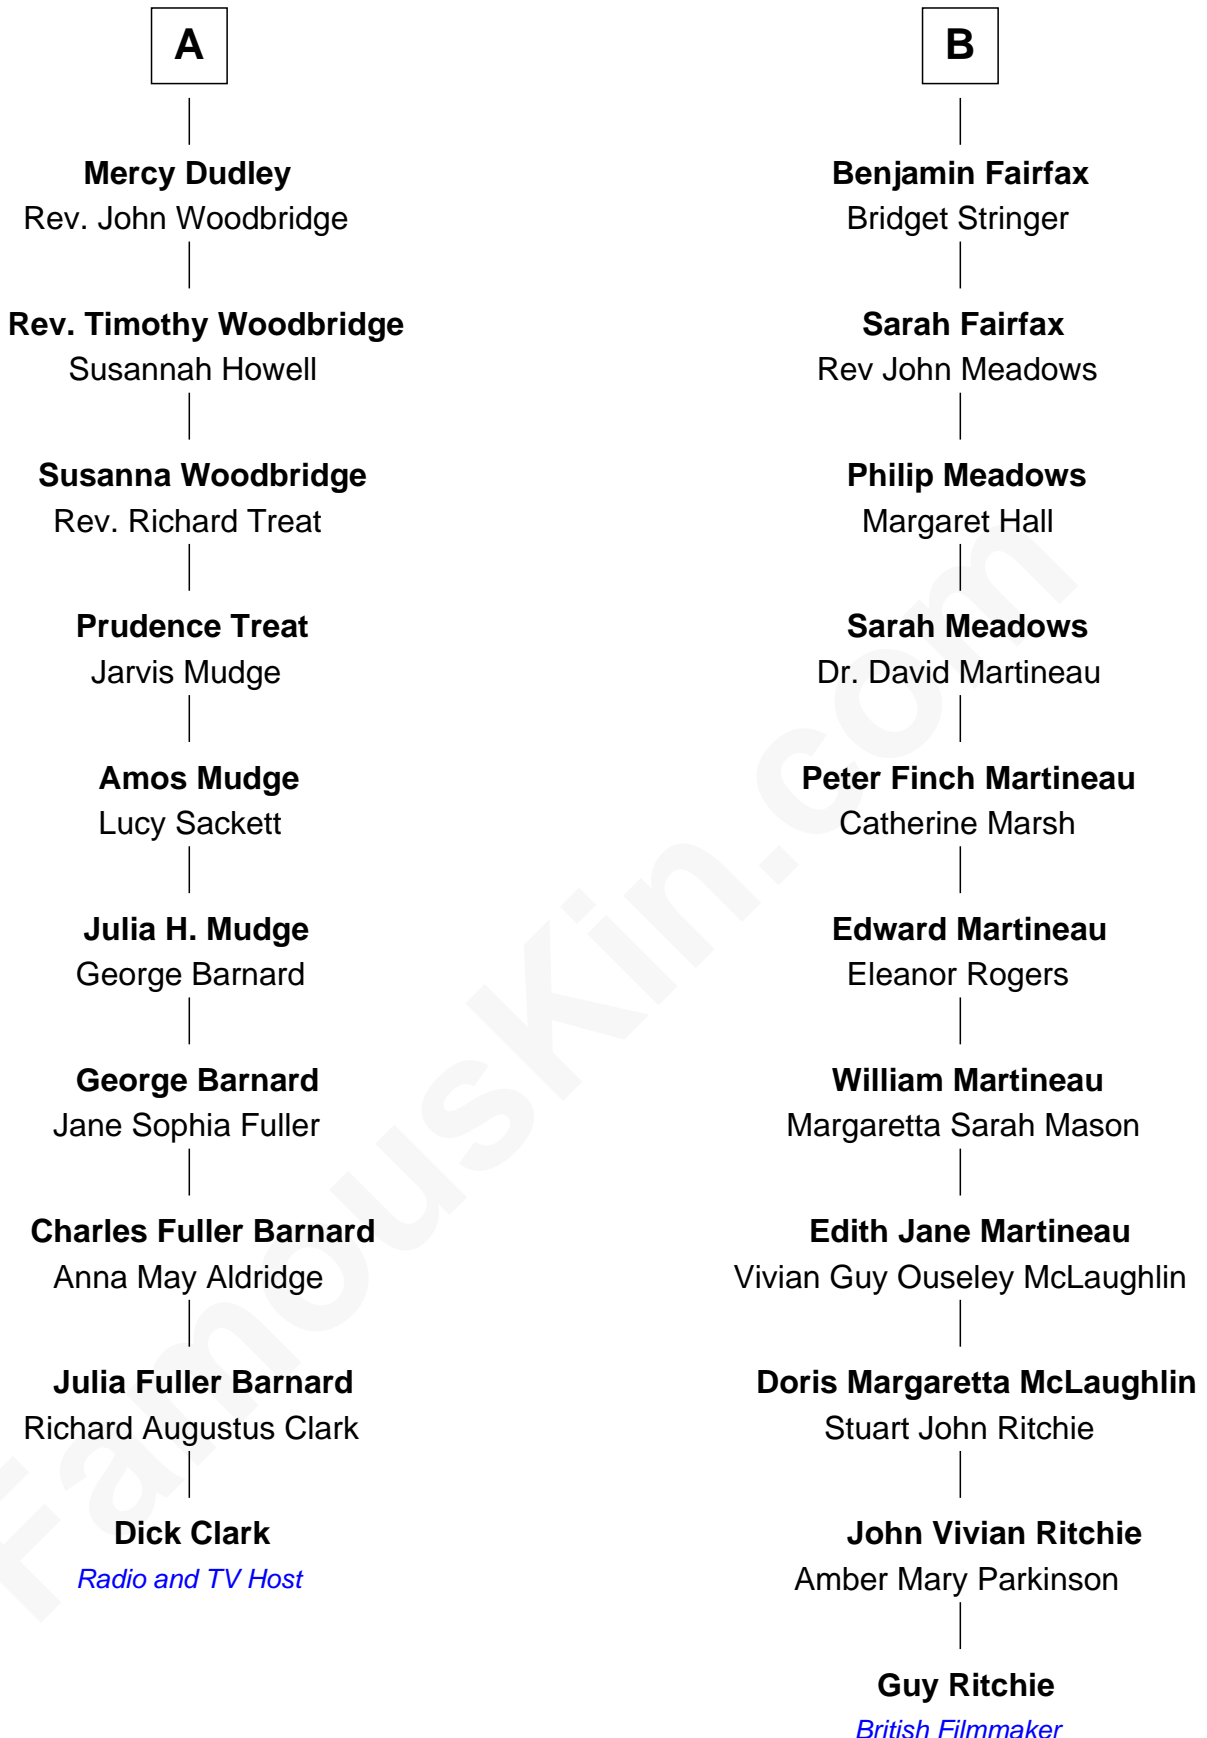 A
Mercy Dudley
Rev. John Woodbridge
Rev. Timothy Woodbridge
Susannah Howell
Susanna Woodbridge
Rev. Richard Treat
Prudence Treat
Jarvis Mudge
Amos Mudge
Lucy Sackett
Julia H. Mudge
George Barnard
George Barnard
Jane Sophia Fuller
Charles Fuller Barnard
Anna May Aldridge
Julia Fuller Barnard
Richard Augustus Clark
Dick Clark
Radio and TV Host
B
Benjamin Fairfax
Bridget Stringer
Sarah Fairfax
Rev John Meadows
Philip Meadows
Margaret Hall
Sarah Meadows
Dr. David Martineau
Peter Finch Martineau
Catherine Marsh
Edward Martineau
Eleanor Rogers
William Martineau
Margaretta Sarah Mason
Edith Jane Martineau
Vivian Guy Ouseley McLaughlin
Doris Margaretta McLaughlin
Stuart John Ritchie
John Vivian Ritchie
Amber Mary Parkinson
Guy Ritchie
British Filmmaker
FamousKin.com